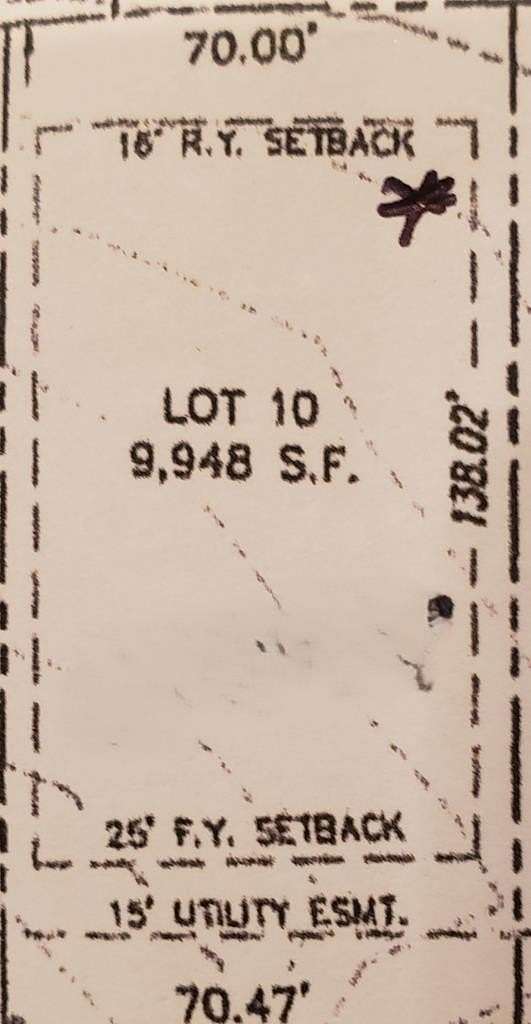 70.00'
15' R.Y. SETBACK
LOT 10
9,948 S.F.
138.02'
25' F.Y. SETBACK
15' UTILITY ESMT.
70.47'